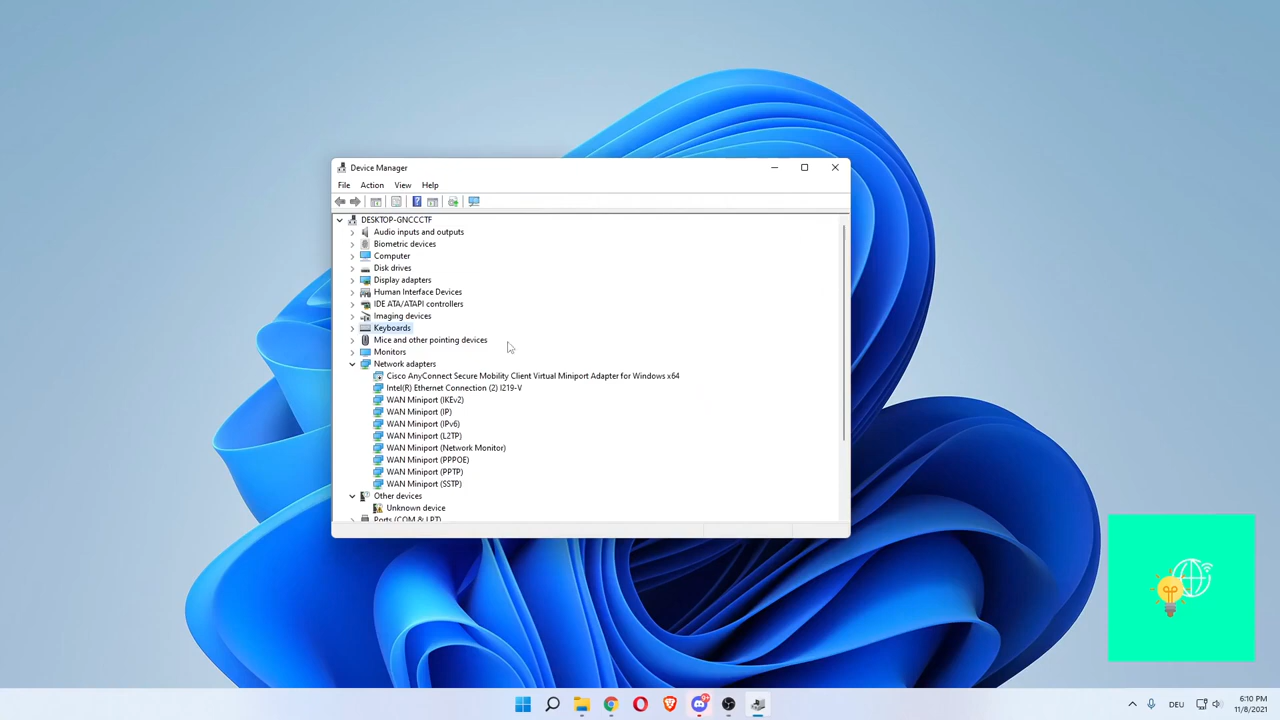 Device Manager
File Action View Help
DESKTOP-GNCCCTF
Audio inputs and outputs
Biometric devices
Computer
Disk drives
Display adapters
Human Interface Devices
IDE ATA/ATAPI controllers
Imaging devices
Keyboards
Mice and other pointing devices
Monitors
Network adapters
Cisco AnyConnect Secure Mobility Client Virtual Miniport Adapter for Windows x64
Intel(R) Ethernet Connection (2) I219-V
WAN Miniport (IKEv2)
WAN Miniport (IP)
WAN Miniport (IPv6)
WAN Miniport (L2TP)
WAN Miniport (Network Monitor)
WAN Miniport (PPPOE)
WAN Miniport (PPTP)
WAN Miniport (SSTP)
Other devices
Unknown device
Ports (COM & LPT)
DEU
6:10 PM
11/8/2021